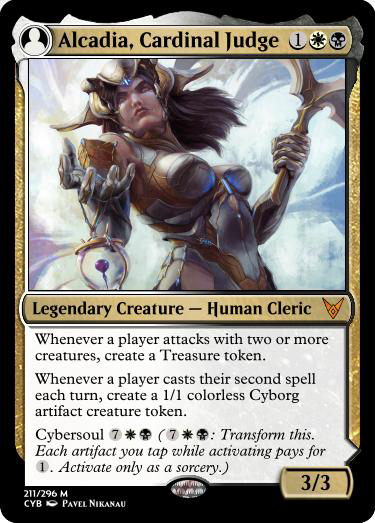 Alcadia, Cardinal Judge 1
Legendary Creature — Human Cleric
Whenever a player attacks with two or more
creatures, create a Treasure token.
Whenever a player casts their second spell
each turn, create a 1/1 colorless Cyborg
artifact creature token.
Cybersoul 7 ( 7 : Transform this.
Each artifact you tap while activating pays for
1 . Activate only as a sorcery.)
3/3
211/296 M
CYB Pavel Nikanau